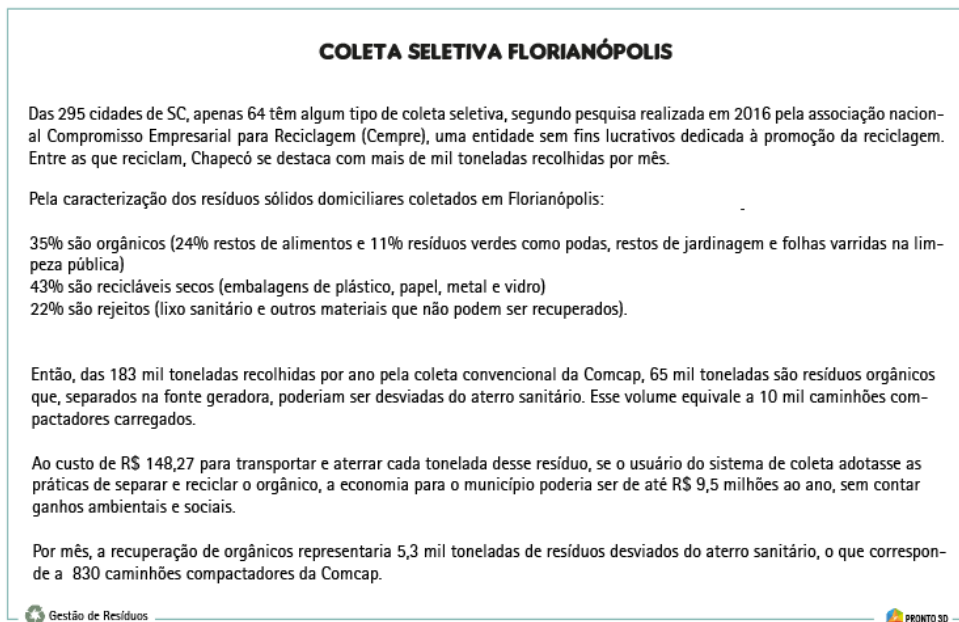 COLETA SELETIVA FLORIANÓPOLIS
Das 295 cidades de SC, apenas 64 têm algum tipo de coleta seletiva, segundo pesquisa realizada em 2016 pela associação nacion-
al Compromisso Empresarial para Reciclagem (Cempre), uma entidade sem fins lucrativos dedicada à promoção da reciclagem.
Entre as que reciclam, Chapecó se destaca com mais de mil toneladas recolhidas por mês.
Pela caracterização dos resíduos sólidos domiciliares coletados em Florianópolis:
-
35% são orgânicos (24% restos de alimentos e 11% resíduos verdes como podas, restos de jardinagem e folhas varridas na lim-
peza pública)
43% são recicláveis secos (embalagens de plástico, papel, metal e vidro)
22% são rejeitos (lixo sanitário e outros materiais que não podem ser recuperados).
Então, das 183 mil toneladas recolhidas por ano pela coleta convencional da Comcap, 65 mil toneladas são resíduos orgânicos
que, separados na fonte geradora, poderiam ser desviadas do aterro sanitário. Esse volume equivale a 10 mil caminhões com-
pactadores carregados.
Ao custo de R$ 148,27 para transportar e aterrar cada tonelada desse resíduo, se o usuário do sistema de coleta adotasse as
práticas de separar e reciclar o orgânico, a economia para o município poderia ser de até R$ 9,5 milhões ao ano, sem contar
ganhos ambientais e sociais.
Por mês, a recuperação de orgânicos representaria 5,3 mil toneladas de resíduos desviados do aterro sanitário, o que correspon-
de a 830 caminhões compactadores da Comcap.
Gestão de Resíduos
PRONTO 3D